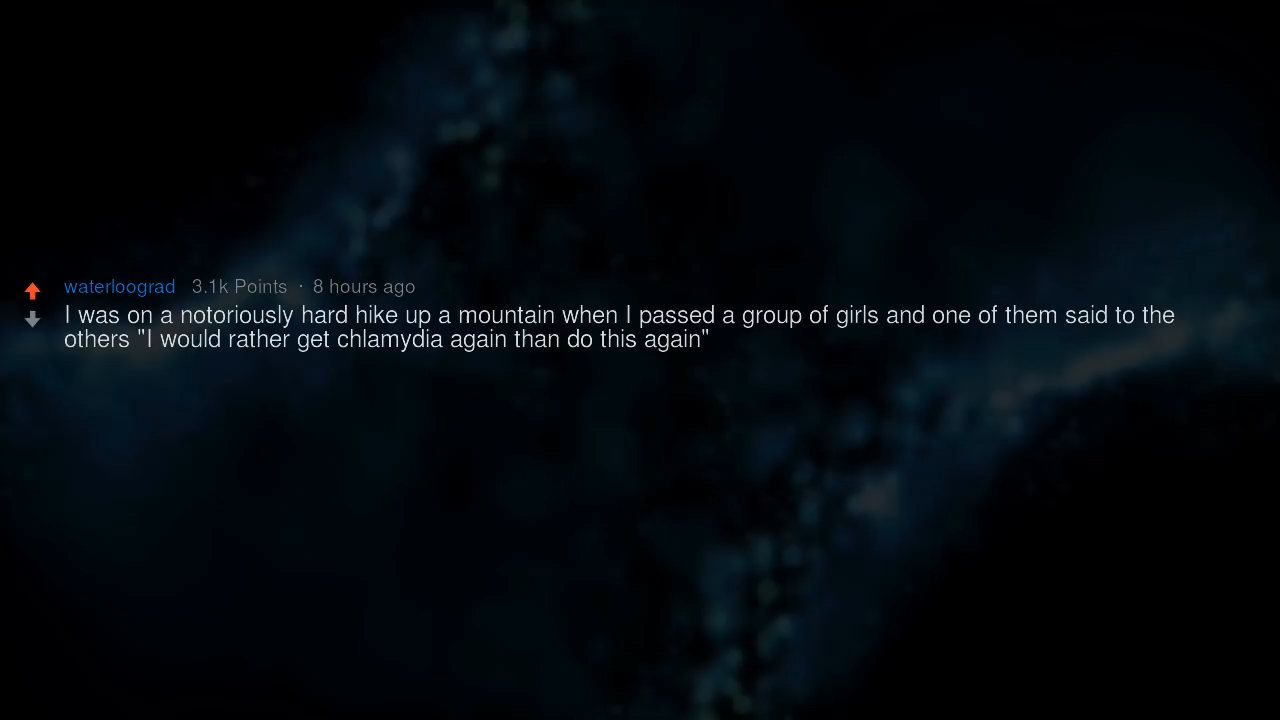 waterloograd 3.1k Points · 8 hours ago
I was on a notoriously hard hike up a mountain when I passed a group of girls and one of them said to the
others "I would rather get chlamydia again than do this again"